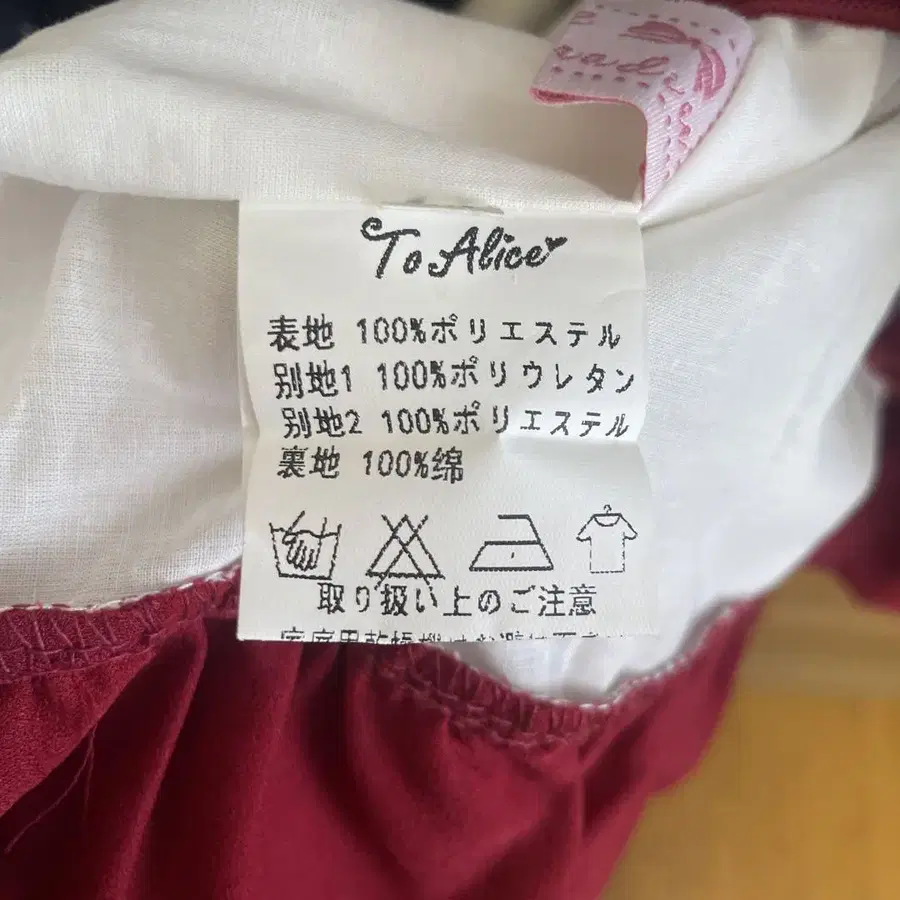 To Alice
表地 100%ポリエステル
別地1 100%ポリウレタン
別地2 100%ポリエステル
裏地 100%绵
取り扱い上のご注意